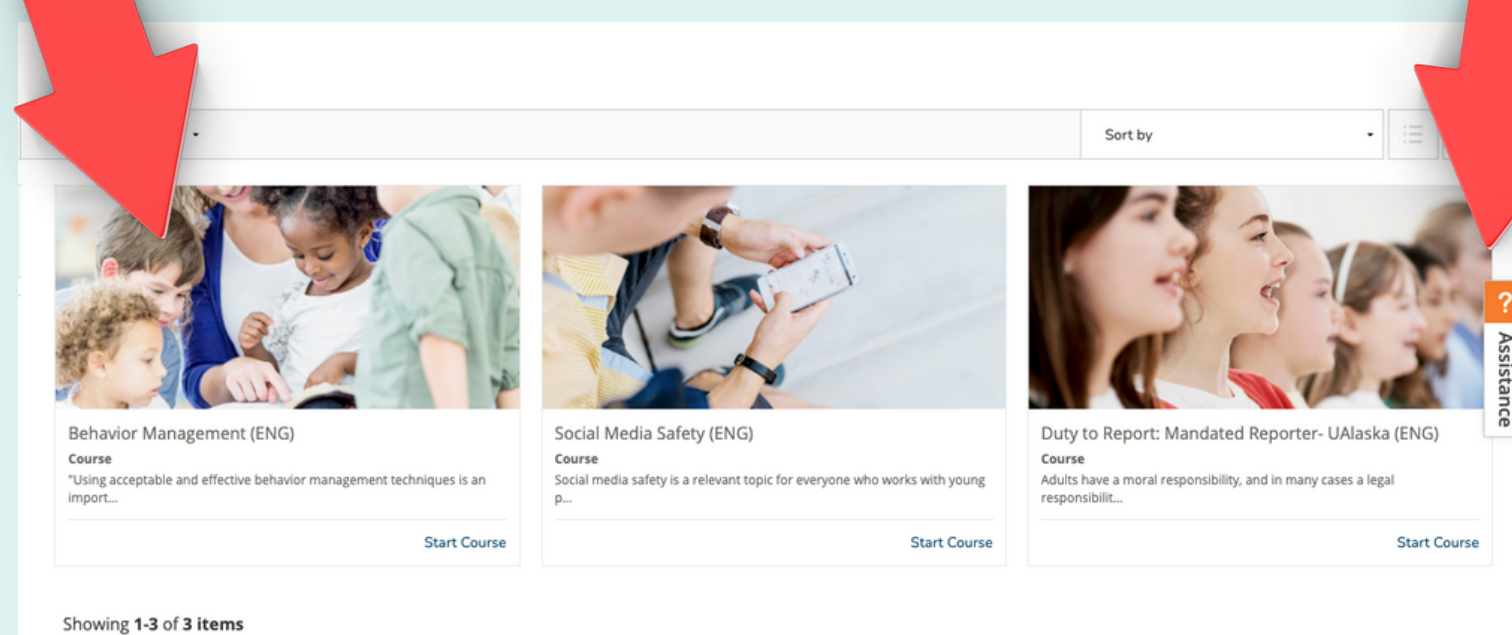 Sort by
Behavior Management (ENG)
Course
"Using acceptable and effective behavior management techniques is an
import...
Start Course
Social Media Safety (ENG)
Course
Social media safety is a relevant topic for everyone who works with young
p...
Start Course
Duty to Report: Mandated Reporter- UAlaska (ENG)
Course
Adults have a moral responsibility, and in many cases a legal
responsibilit...
Start Course
? Assistance
Showing 1-3 of 3 items